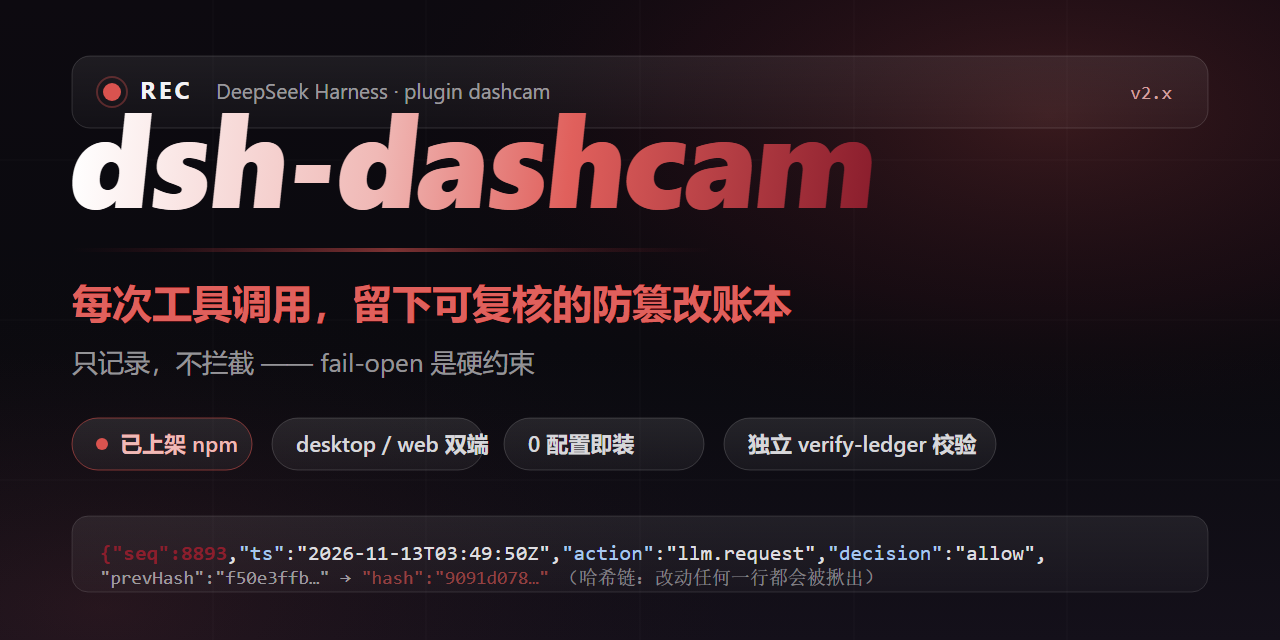 REC DeepSeek Harness · plugin dashcam v2.x
dsh-dashcam
每次工具调用，留下可复核的防篡改账本
只记录，不拦截 —— fail-open 是硬约束
已上架 npm desktop / web 双端 0 配置即装 独立 verify-ledger 校验
{"seq":8893,"ts":"2026-11-13T03:49:50Z","action":"llm.request","decision":"allow",
"prevHash":"f50e3ffb…" → "hash":"9091d078…" （哈希链：改动任何一行都会被揪出）